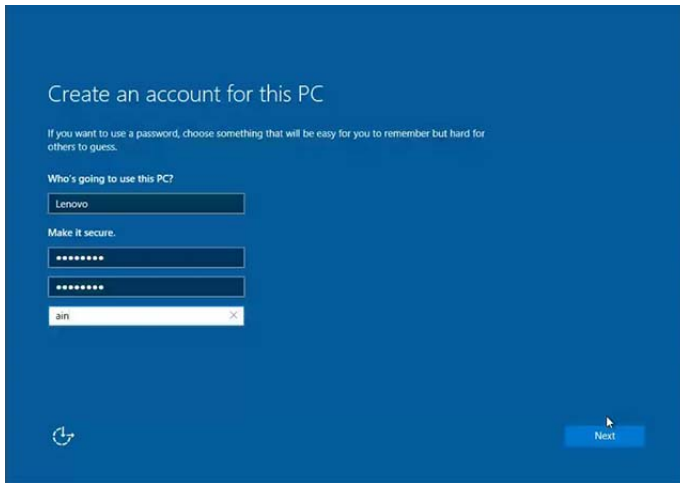 Create an account for this PC
If you want to use a password, choose something that will be easy for you to remember but hard for
others to guess.
Who's going to use this PC?
Lenovo
Make it secure.
••••••••
••••••••
ain
Next